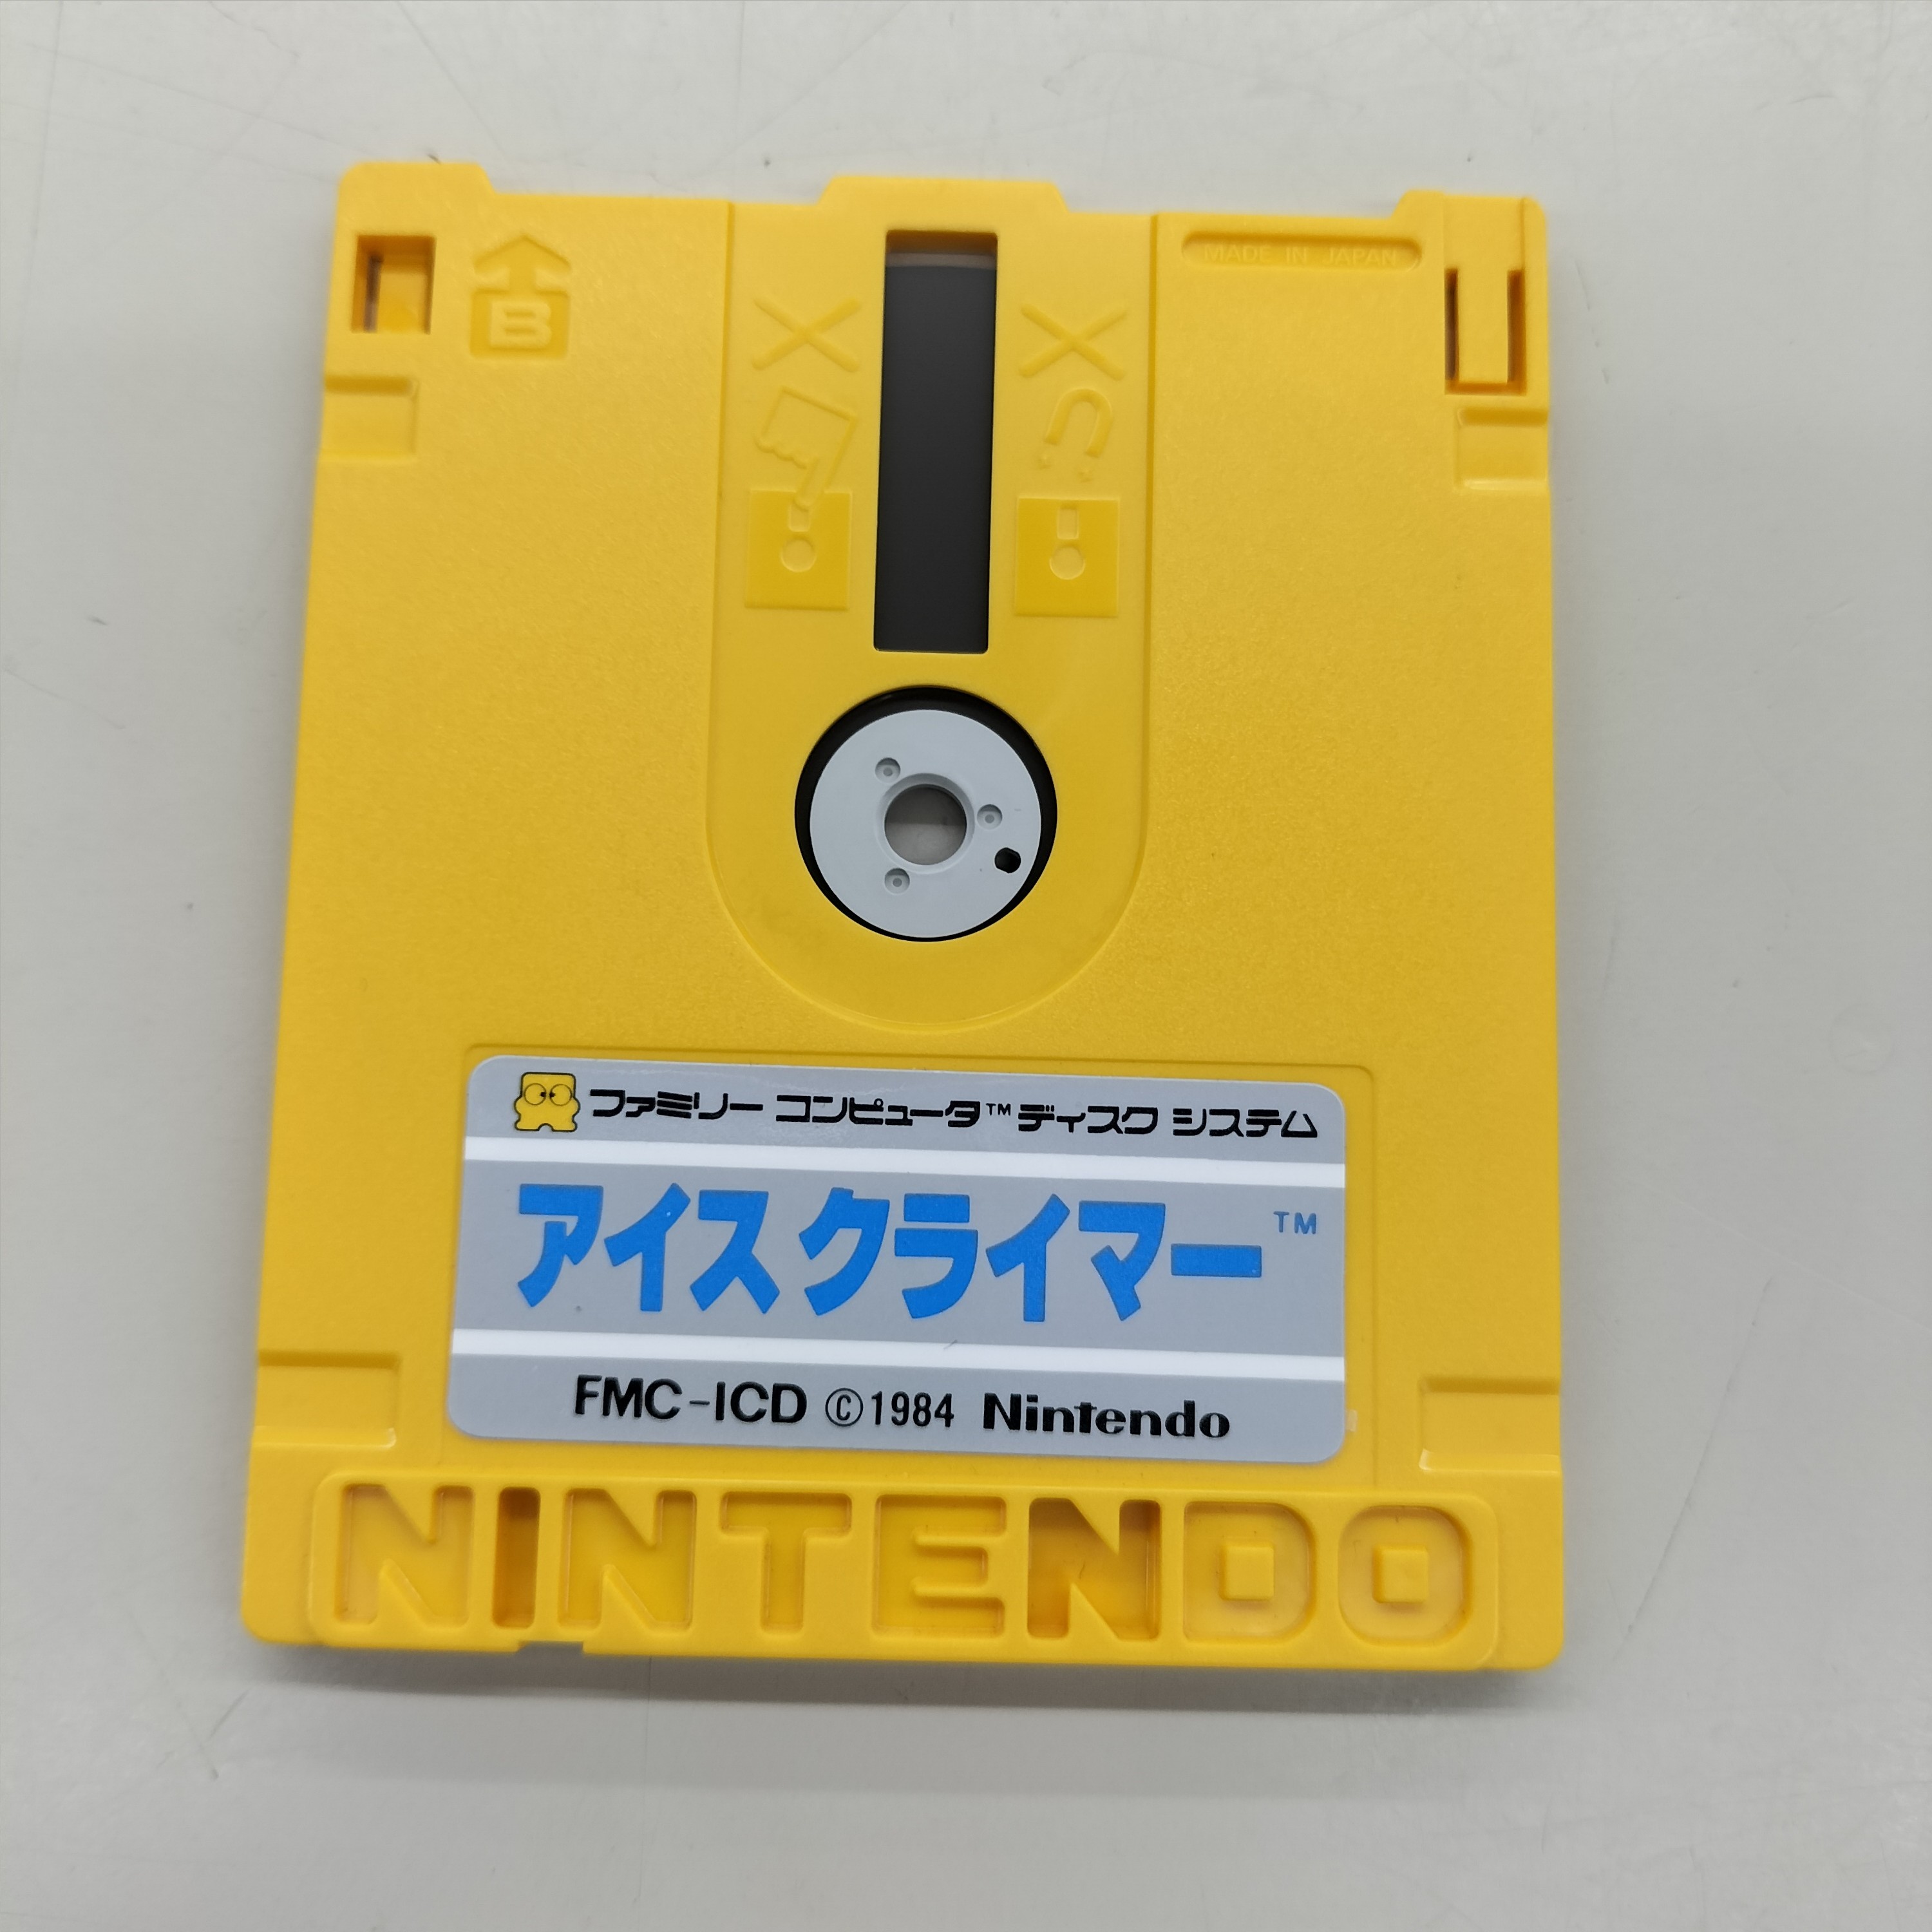 B
MADE IN JAPAN
ファミリー コンピュータ™ ディスク システム
アイスクライマー™
FMC-ICD ©1984 Nintendo
NINTENDO